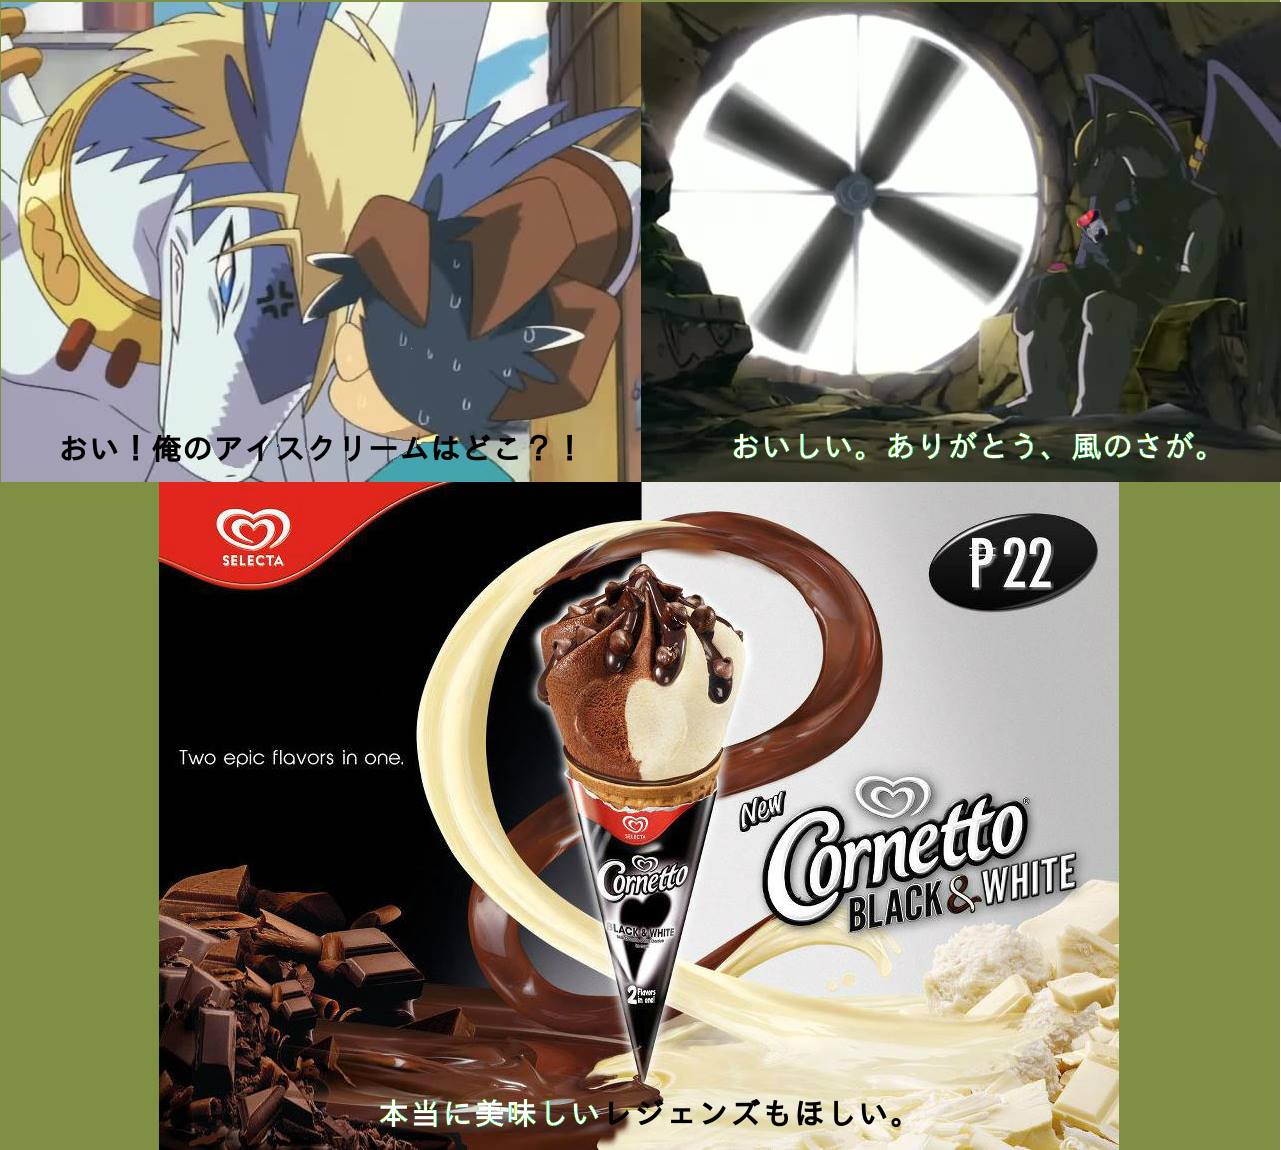 おい！俺のアイスクリームはどこ？！
おいしい。ありがとう、風のさが。
SELECTA
₱22
Two epic flavors in one.
New
Cornetto
BLACK & WHITE
SELECTA
Cornetto
BLACK & WHITE
2 Flavors in one!
本当に美味しいレジェンズもほしい。